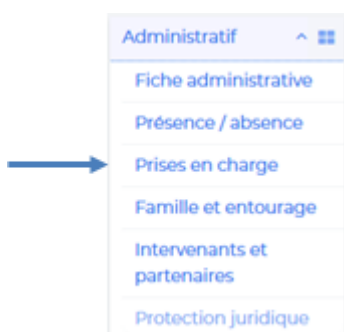 Administratif
Fiche administrative
Présence / absence
Prises en charge
Famille et entourage
Intervenants et
partenaires
Protection juridique